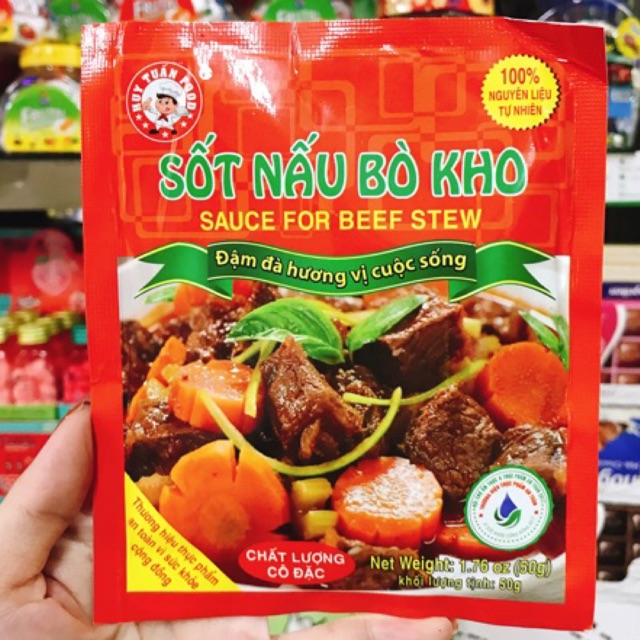 HUY TUẤN FOOD
100%
NGUYÊN LIỆU
TỰ NHIÊN
SỐT NẤU BÒ KHO
SAUCE FOR BEEF STEW
Đậm đà hương vị cuộc sống
Thương hiệu thực phẩm
an toàn vì sức khỏe
cộng đồng
CHẤT LƯỢNG
CÔ ĐẶC
Net Weight: 1.76 oz (50g)
khối lượng tịnh: 50g